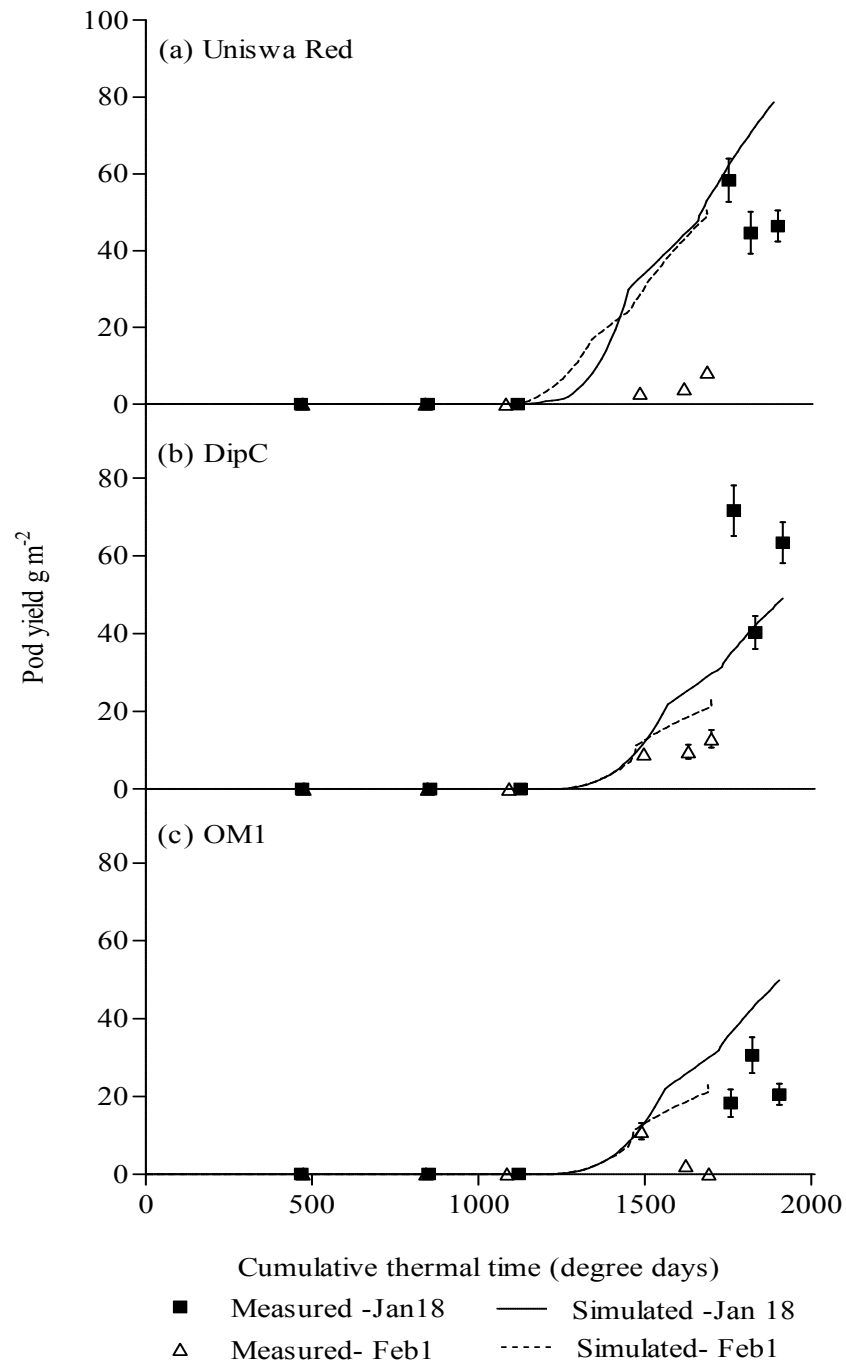 100
(a) Uniswa Red
80
60
40
20
0
(b) DipC
80
60
40
20
0
(c) OM1
80
60
40
20
0
Pod yield g m-2
0 500 1000 1500 2000
Cumulative thermal time (degree days)
Measured -Jan18 Simulated -Jan 18
Measured- Feb1 Simulated- Feb1